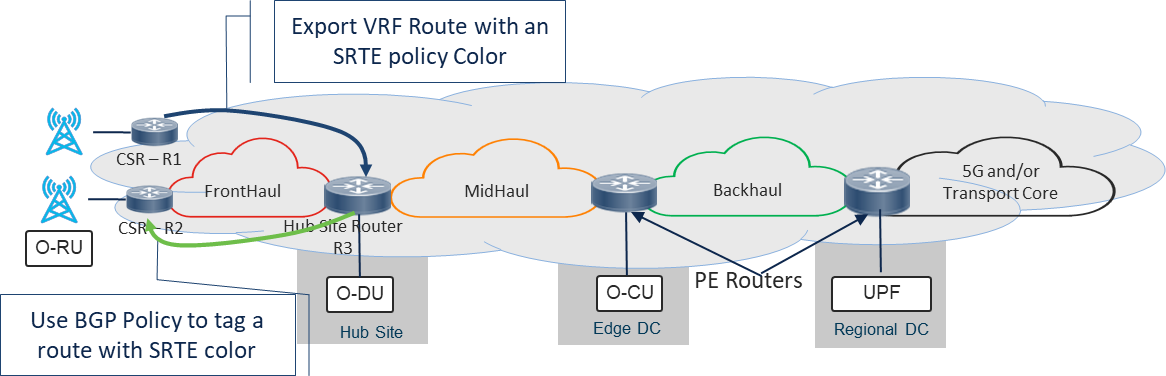 Export VRF Route with an
SRTE policy Color
CSR – R1
FrontHaul
MidHaul
Backhaul
5G and/or
Transport Core
CSR – R2
Hub Site Router
R3
O-RU
PE Routers
O-DU
O-CU
UPF
Hub Site
Edge DC
Regional DC
Use BGP Policy to tag a
route with SRTE color